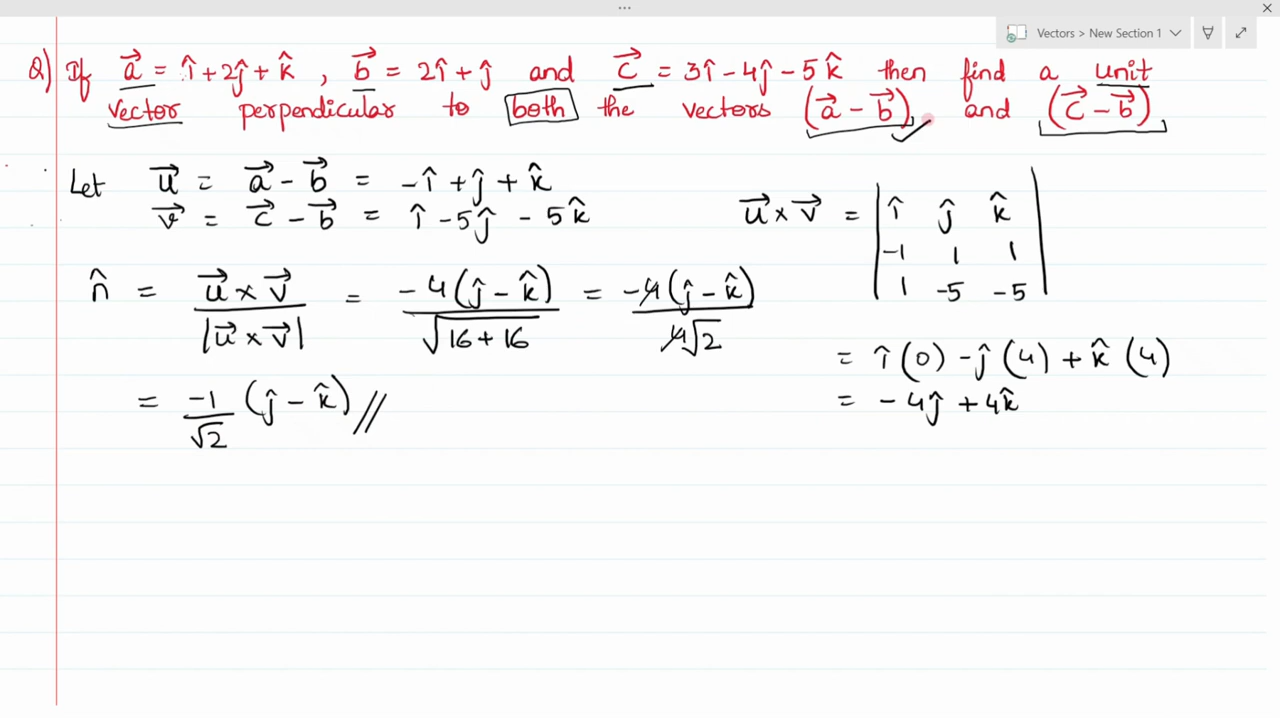 Vectors > New Section 1
Q) If a⃗ = î + 2ĵ + k̂ , b⃗ = 2î + ĵ and c⃗ = 3î - 4ĵ - 5k̂ then find a unit
vector perpendicular to both the vectors (a⃗ - b⃗) and (c⃗ - b⃗)
Let u⃗ = a⃗ - b⃗ = -î + ĵ + k̂
v⃗ = c⃗ - b⃗ = î - 5ĵ - 5k̂
u⃗ × v⃗ = | î ĵ k̂ |
-1 1 1
1 -5 -5
n̂ = u⃗ × v⃗ / |u⃗ × v⃗| = -4(ĵ - k̂) / √16+16 = -4(ĵ - k̂) / 4√2
= î(0) - ĵ(4) + k̂(4)
= -4ĵ + 4k̂
= -1/√2 (ĵ - k̂) //